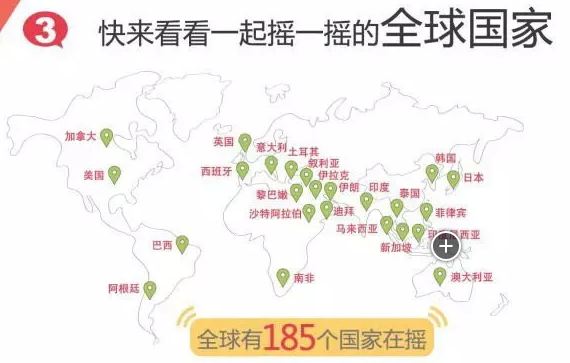 3
快来看看一起摇一摇的全球国家
加拿大
美国
英国
意大利
土耳其
西班牙
叙利亚
伊拉克
黎巴嫩
伊朗
印度
沙特阿拉伯
迪拜
韩国
日本
泰国
菲律宾
马来西亚
新加坡
巴西
阿根廷
南非
澳大利亚
全球有185个国家在摇